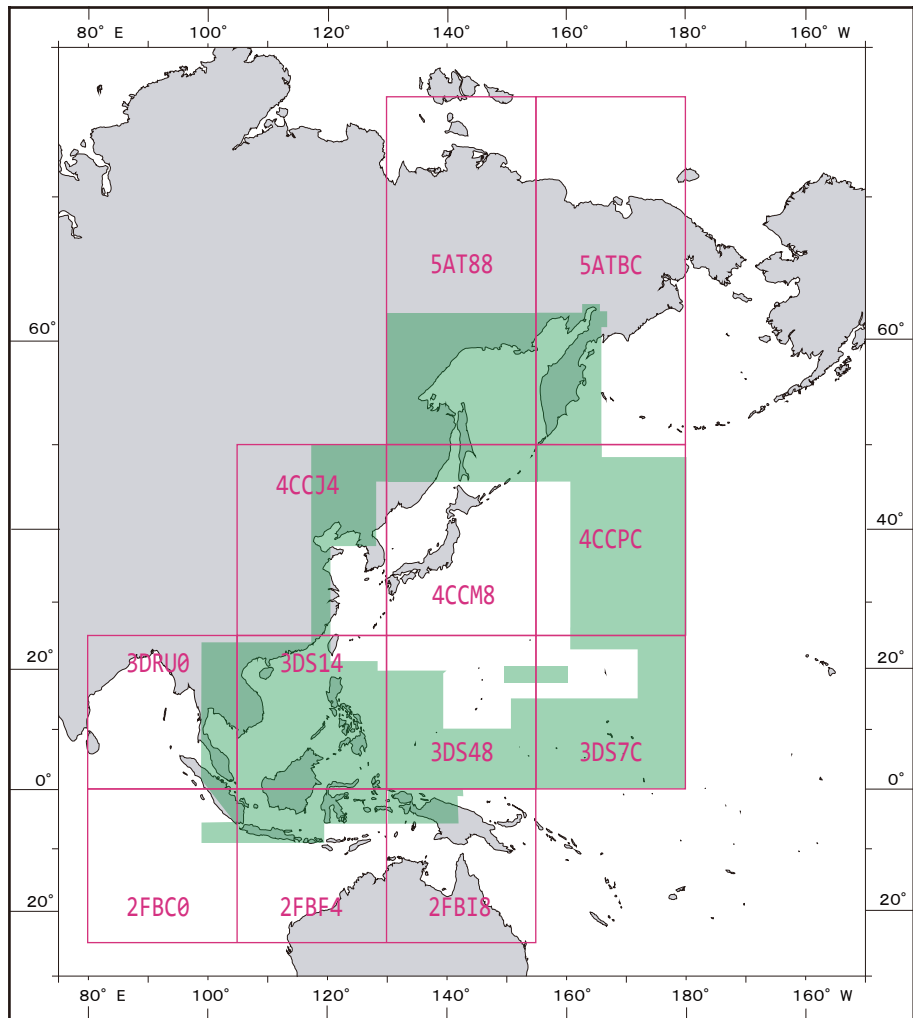 80° E 100° 120° 140° 160° 180° 160° W
5AT88 5ATBC
60° 60°
4CCJ4
40° 4CCPC 40°
4CCM8
20° 3DRU0 3DS14 20°
3DS48 3DS7C
0° 0°
2FBC0 2FBF4 2FBI8
20° 20°
80° E 100° 120° 140° 160° 180° 160° W